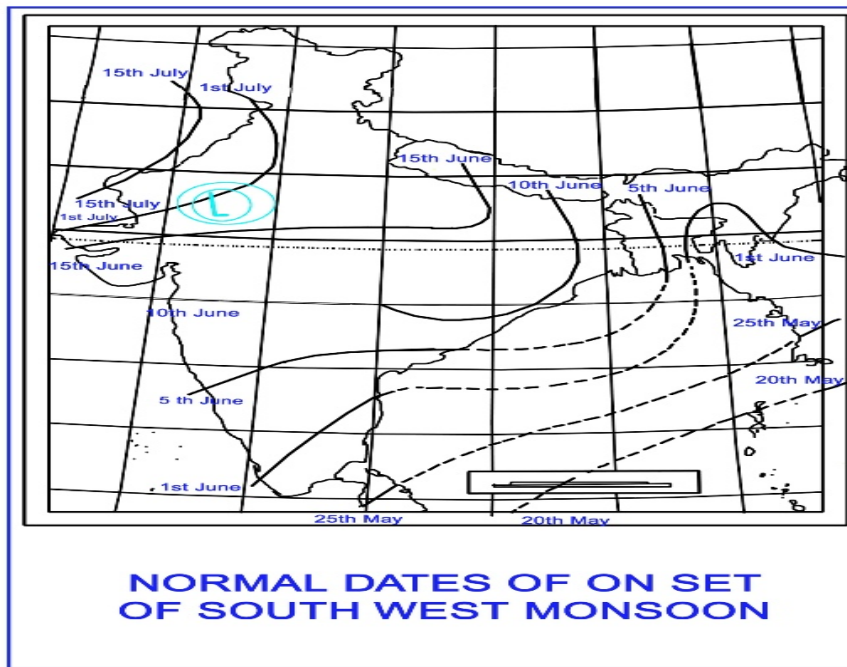 15th July
1st July
15th June
10th June
5th June
15th July
1st July
L
15th June
1st June
10th June
25th May
20th May
5 th June
1st June
25th May
20th May
NORMAL DATES OF ON SET
OF SOUTH WEST MONSOON